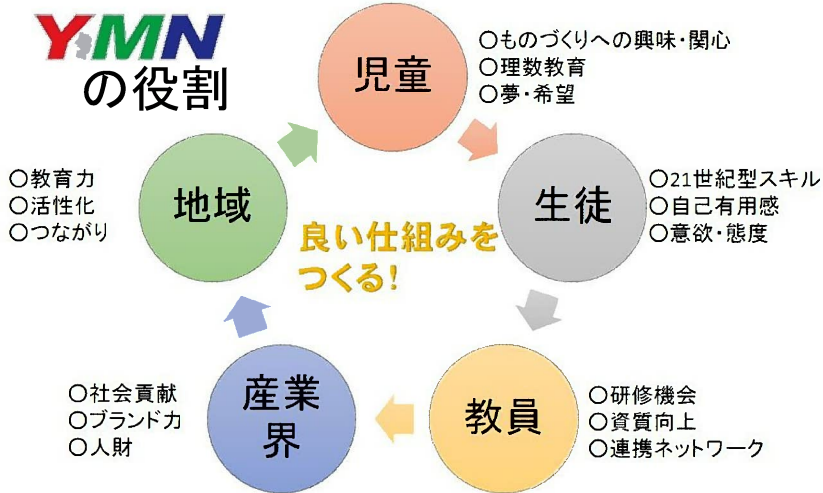 YMN
の役割
児童
○ものづくりへの興味・関心
○理数教育
○夢・希望
生徒
○21世紀型スキル
○自己有用感
○意欲・態度
教員
○研修機会
○資質向上
○連携ネットワーク
産業
界
○社会貢献
○ブランド力
○人財
地域
○教育力
○活性化
○つながり
良い仕組みを
つくる!